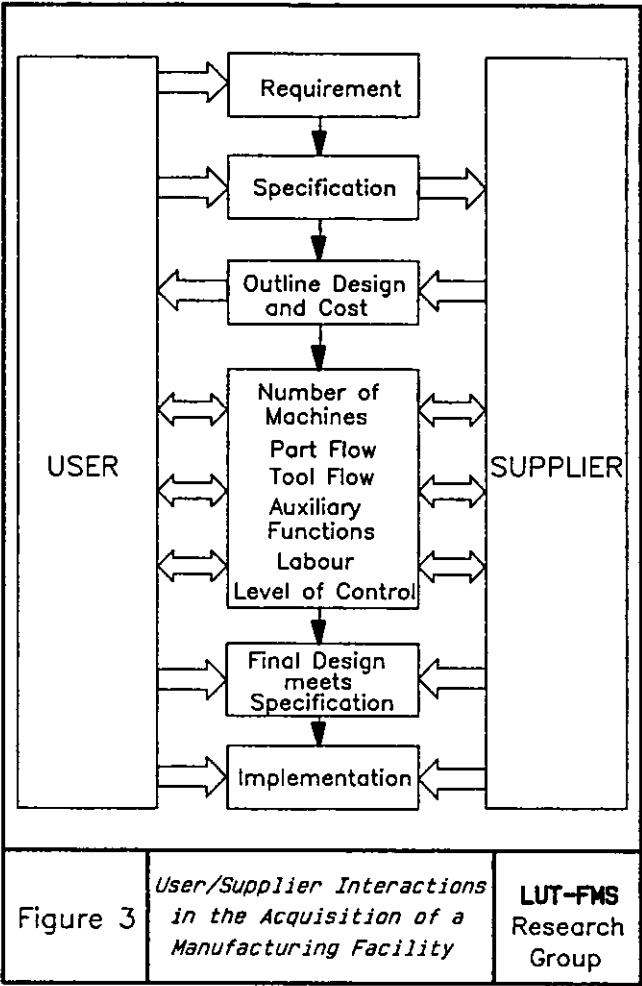 Requirement
Specification
Outline Design
and Cost
Number of
Machines
Part Flow
Tool Flow
Auxiliary
Functions
Labour
Level of Control
USER
SUPPLIER
Final Design
meets
Specification
Implementation
Figure 3
User/Supplier Interactions
in the Acquisition of a
Manufacturing Facility
LUT-FMS
Research
Group